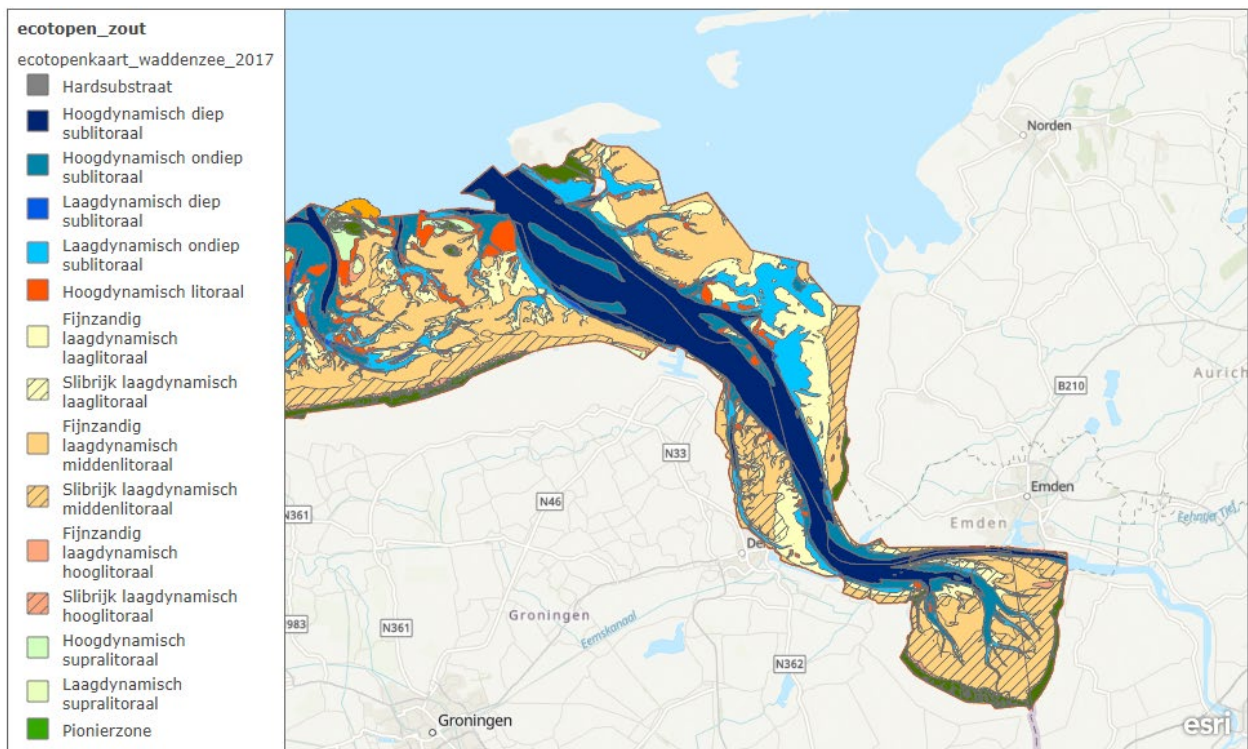 ecotopen_zout
ecotopenkaart_waddenzee_2017
Hardsubstraat
Hoogdynamisch diep
sublitoraal
Hoogdynamisch ondiep
sublitoraal
Laagdynamisch diep
sublitoraal
Laagdynamisch ondiep
sublitoraal
Hoogdynamisch litoraal
Fijnzandig
laagdynamisch
laaglitoraal
Slibrijk laagdynamisch
laaglitoraal
Fijnzandig
laagdynamisch
middenlitoraal
Slibrijk laagdynamisch
middenlitoraal
Fijnzandig
laagdynamisch
hooglitoraal
Slibrijk laagdynamisch
hooglitoraal
Hoogdynamisch
supralitoraal
Laagdynamisch
supralitoraal
Pionierzone
Norden
Aurich
B210
N33
Emden
N46
N361
Emden
Del
Groningen
Eemskanaal
N983
N361
N362
Groningen
esri